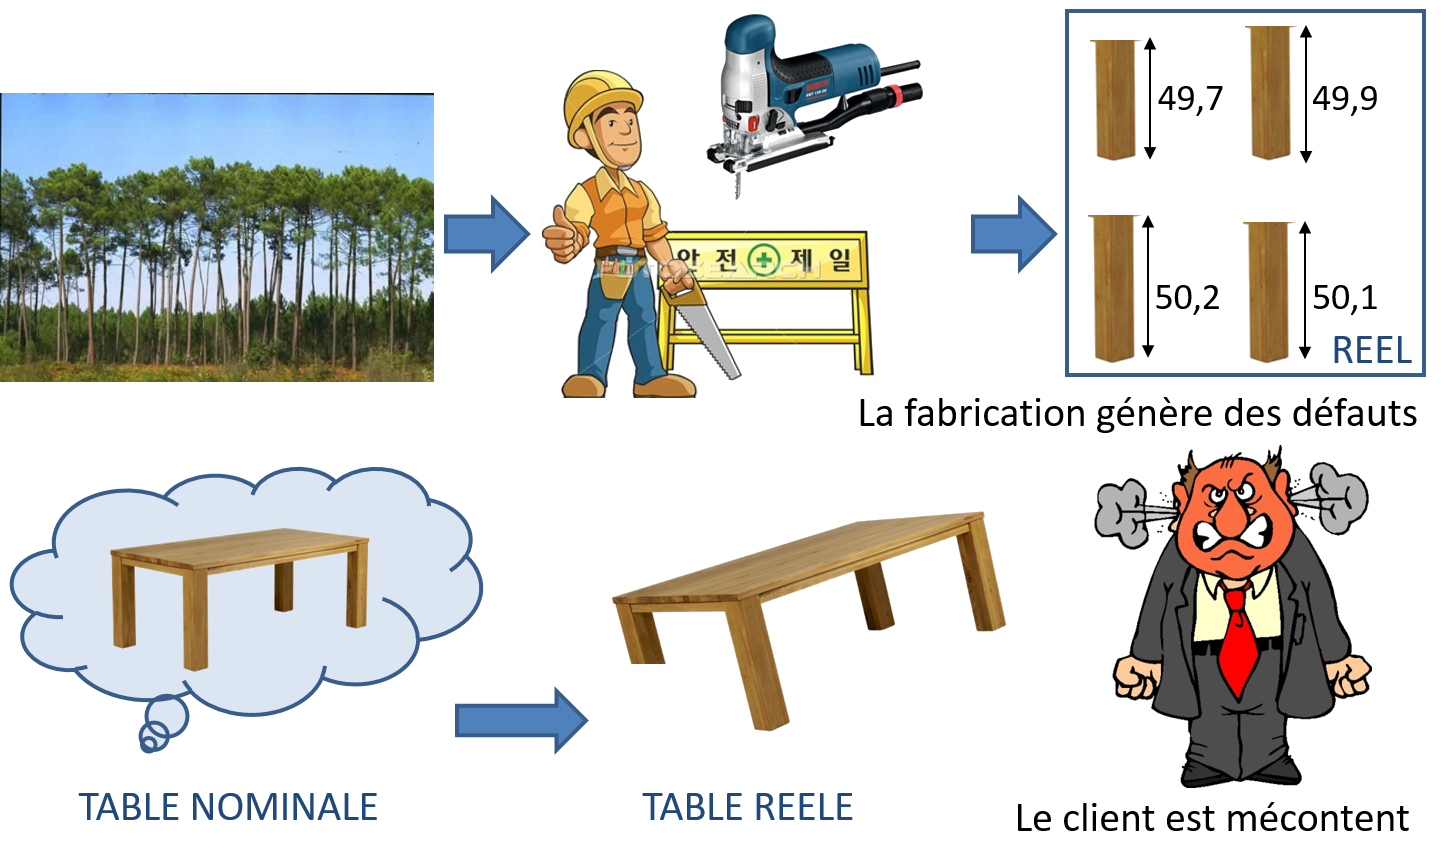 안 전 제 일
49,7
49,9
50,2
50,1
REEL
La fabrication génère des défauts
TABLE NOMINALE
TABLE REELE
Le client est mécontent